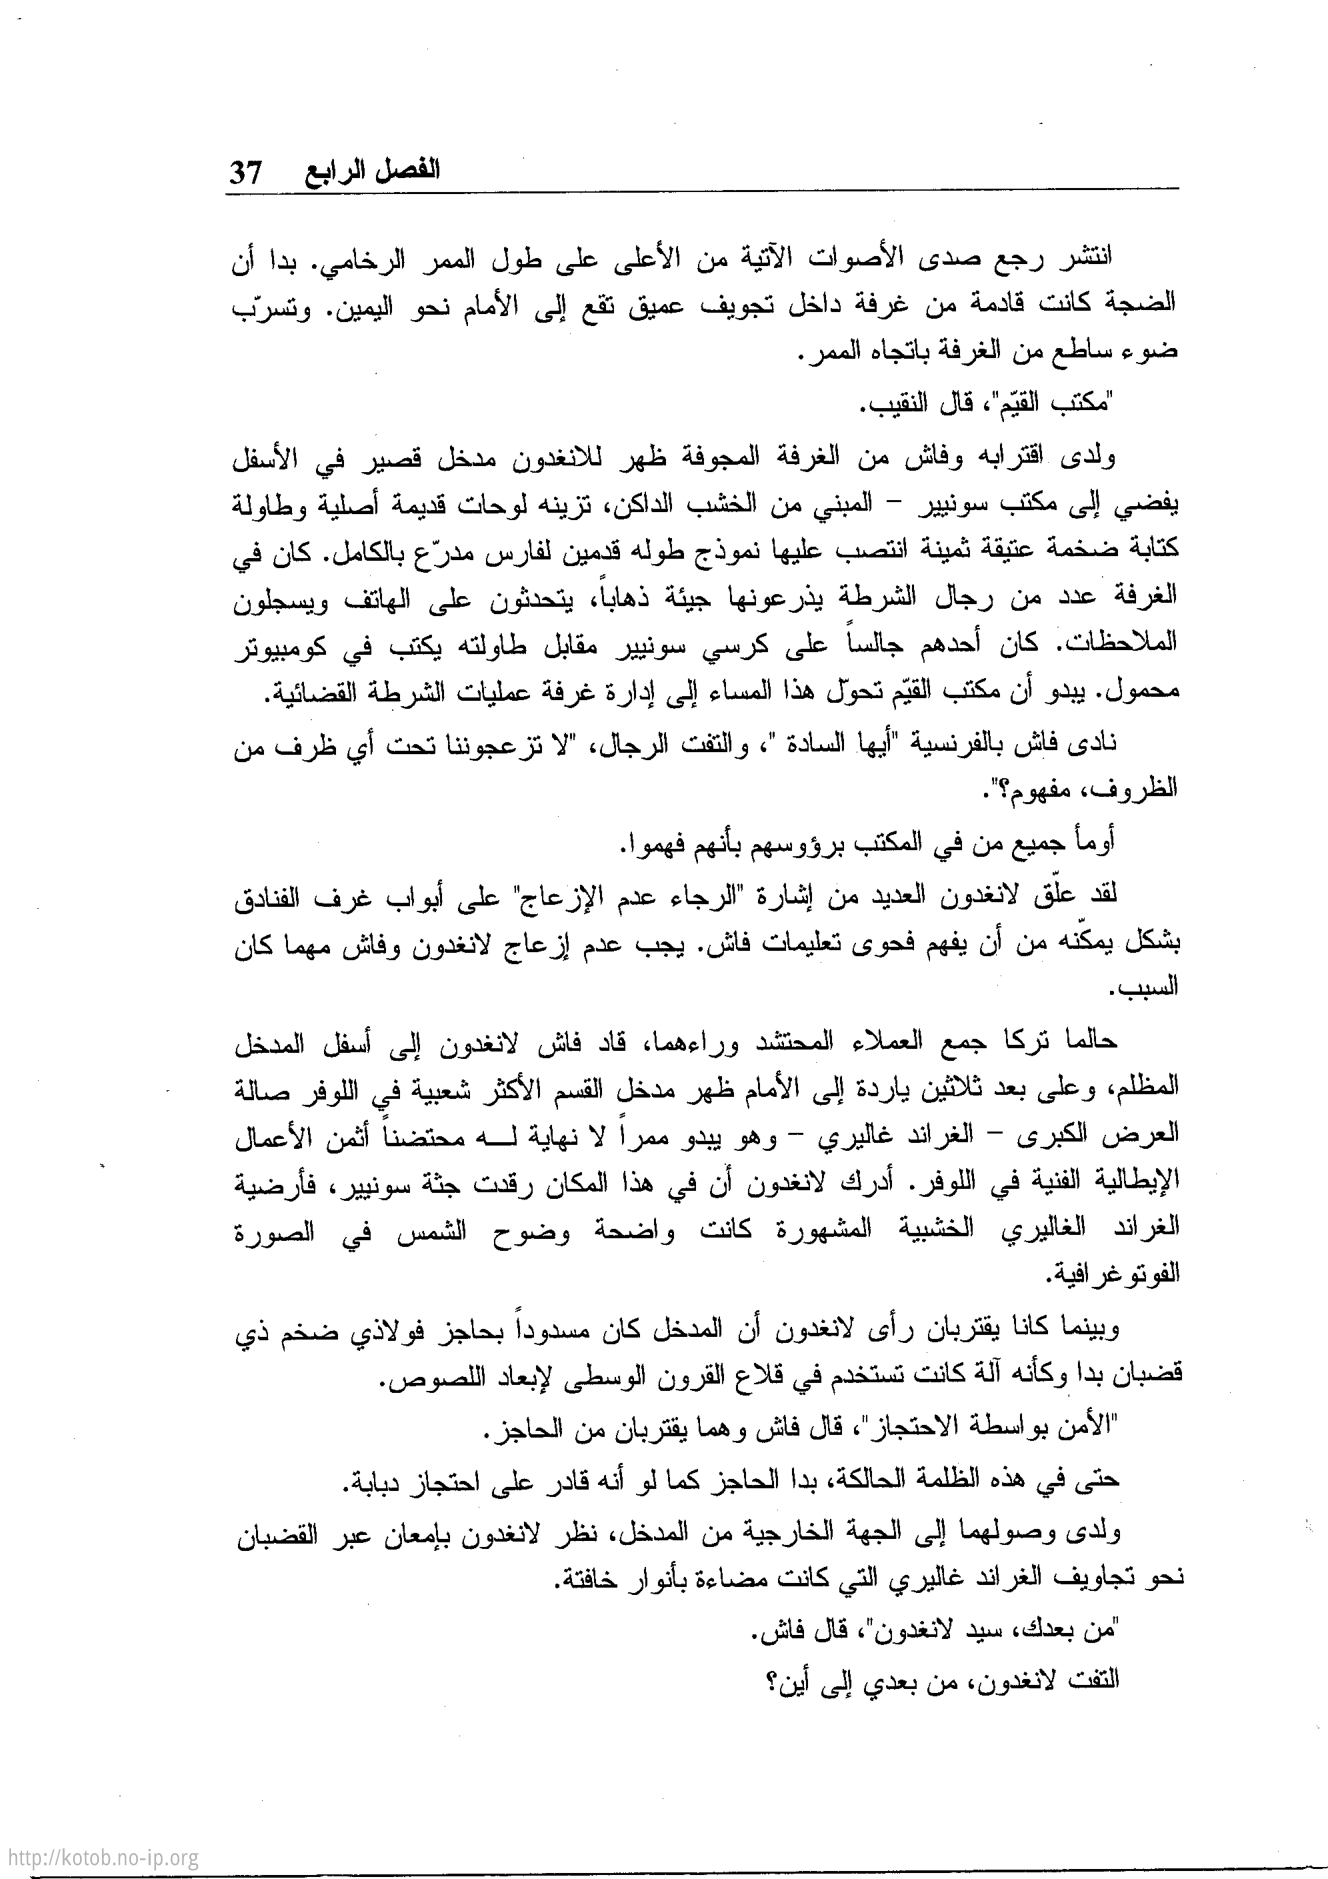 الفصل الرابع 37
انتشر رجع صدى الأصوات الآتية من الأعلى على طول الممر الرخامي. بدا أن
الضجة كانت قادمة من غرفة داخل تجويف عميق تقع إلى الأمام نحو اليمين. وتسرّب
ضوء ساطع من الغرفة باتجاه الممر.
"مكتب القيّم"، قال النقيب.
ولدى اقترابه وفاش من الغرفة المجوفة ظهر للانغدون مدخل قصير في الأسفل
يفضي إلى مكتب سونيير - المبني من الخشب الداكن، تزينه لوحات قديمة أصلية وطاولة
كتابة ضخمة عتيقة ثمينة انتصب عليها نموذج طوله قدمين لفارس مدرّع بالكامل. كان في
الغرفة عدد من رجال الشرطة يذرعونها جيئة ذهاباً، يتحدثون على الهاتف ويسجلون
الملاحظات. كان أحدهم جالساً على كرسي سونيير مقابل طاولته يكتب في كومبيوتر
محمول. يبدو أن مكتب القيّم تحوّل هذا المساء إلى إدارة غرفة عمليات الشرطة القضائية.
نادى فاش بالفرنسية "أيها السادة "، والتفت الرجال، "لا تزعجوننا تحت أي ظرف من
الظروف، مفهوم؟".
أومأ جميع من في المكتب برؤوسهم بأنهم فهموا.
لقد علّق لانغدون العديد من إشارة "الرجاء عدم الإزعاج" على أبواب غرف الفنادق
بشكل يمكّنه من أن يفهم فحوى تعليمات فاش. يجب عدم إزعاج لانغدون وفاش مهما كان
السبب.
حالما تركا جمع العملاء المحتشد وراءهما، قاد فاش لانغدون إلى أسفل المدخل
المظلم، وعلى بعد ثلاثين ياردة إلى الأمام ظهر مدخل القسم الأكثر شعبية في اللوفر صالة
العرض الكبرى - الغراند غاليري - وهو يبدو ممراً لا نهاية لـه محتضناً أثمن الأعمال
الإيطالية الفنية في اللوفر. أدرك لانغدون أن في هذا المكان رقدت جثة سونيير، فأرضية
الغراند الغاليري الخشبية المشهورة كانت واضحة وضوح الشمس في الصورة
الفوتوغرافية.
وبينما كانا يقتربان رأى لانغدون أن المدخل كان مسدوداً بحاجز فولاذي ضخم ذي
قضبان بدا وكأنه آلة كانت تستخدم في قلاع القرون الوسطى لإبعاد اللصوص.
"الأمن بواسطة الاحتجاز"، قال فاش وهما يقتربان من الحاجز.
حتى في هذه الظلمة الحالكة، بدا الحاجز كما لو أنه قادر على احتجاز دبابة.
ولدى وصولهما إلى الجهة الخارجية من المدخل، نظر لانغدون بإمعان عبر القضبان
نحو تجاويف الغراند غاليري التي كانت مضاءة بأنوار خافتة.
"من بعدك، سيد لانغدون"، قال فاش.
التفت لانغدون، من بعدي إلى أين؟
http://kotob.no-ip.org